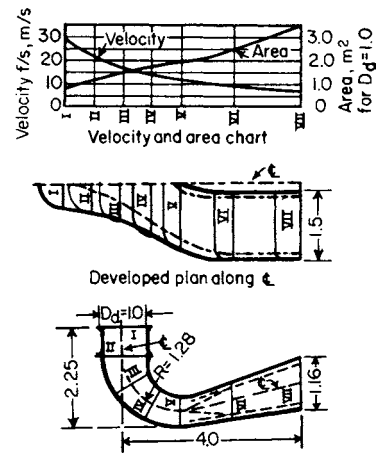 Velocity f/s, m/s
30
20
10
0
Velocity
Area
3.0
2.0
1.0
0
Area, m²
for Dd=1.0
I II III IV V VI VII
Velocity and area chart
℄
I II III IV V VI VII
1.5
Developed plan along ℄
Dd=1.0
I
II
℄
III
R=1.28
IV
V
VI
℄
VII
2.25
1.16
4.0